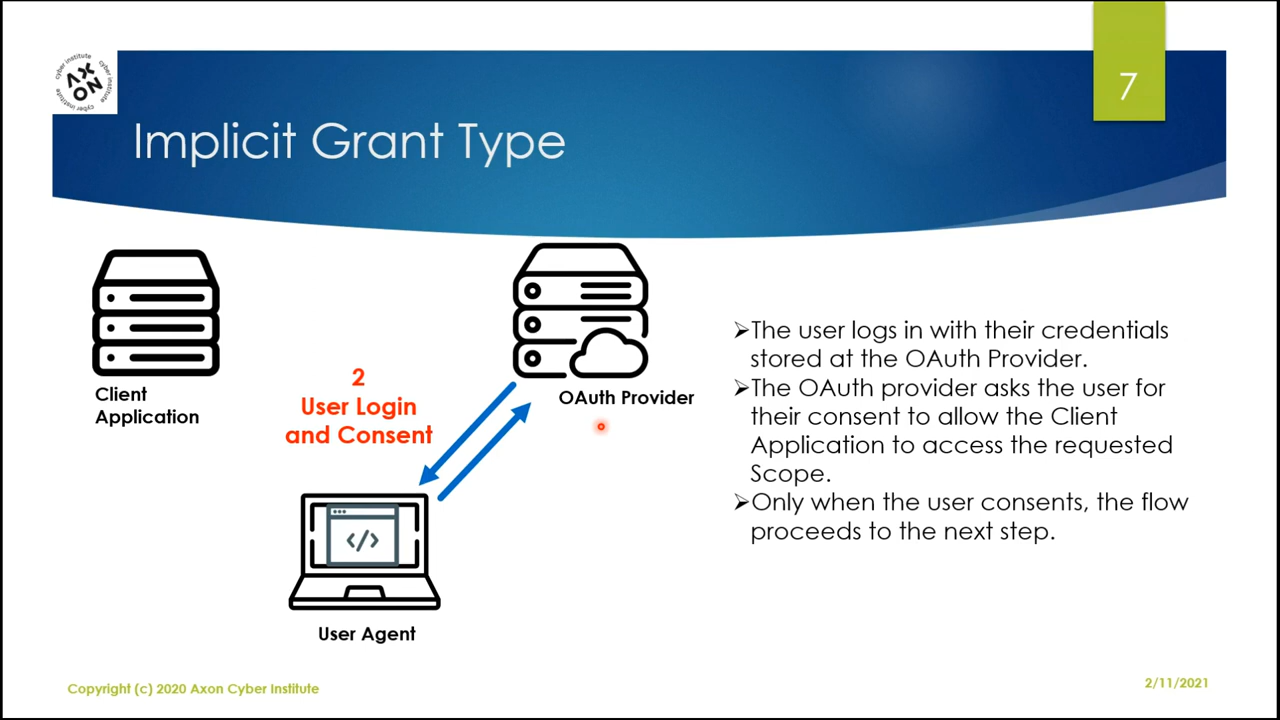 cyber institute
AXON
7
Implicit Grant Type
Client
Application
2
User Login
and Consent
OAuth Provider
</>
User Agent
➢The user logs in with their credentials
stored at the OAuth Provider.
➢The OAuth provider asks the user for
their consent to allow the Client
Application to access the requested
Scope.
➢Only when the user consents, the flow
proceeds to the next step.
Copyright (c) 2020 Axon Cyber Institute
2/11/2021